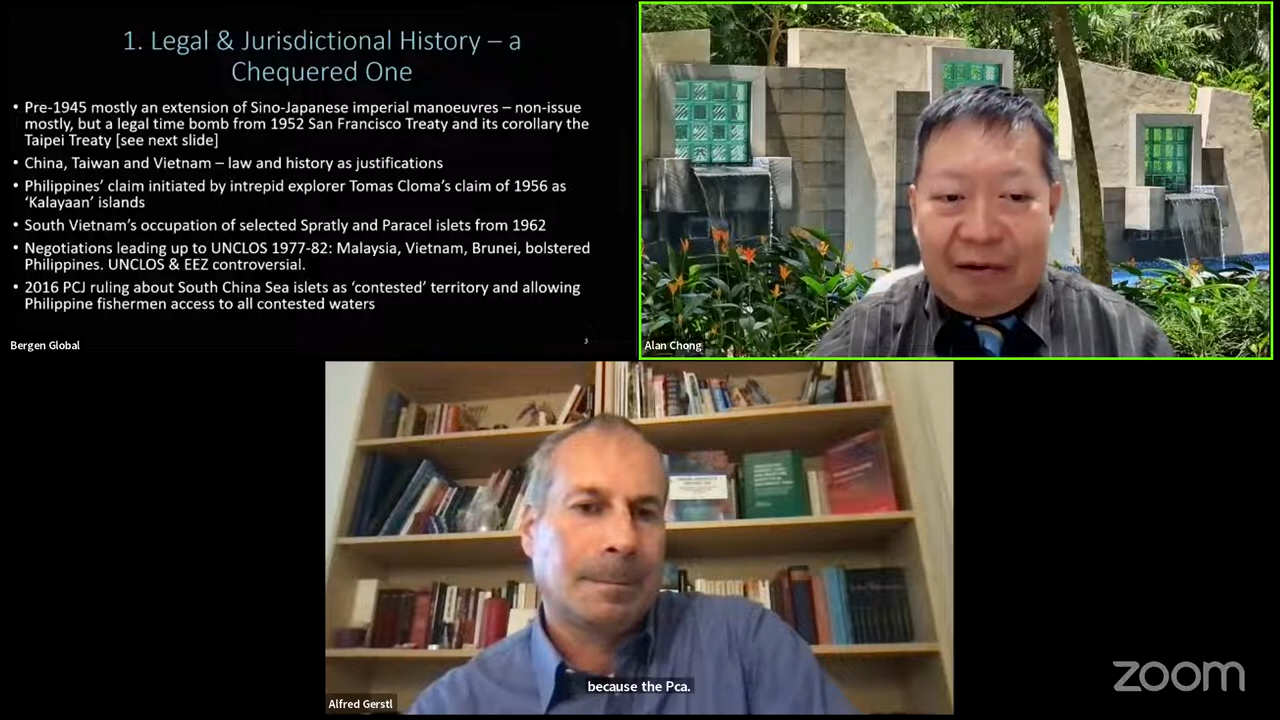 1. Legal & Jurisdictional History – a
Chequered One
• Pre-1945 mostly an extension of Sino-Japanese imperial manoeuvres – non-issue
mostly, but a legal time bomb from 1952 San Francisco Treaty and its corollary the
Taipei Treaty [see next slide]
• China, Taiwan and Vietnam – law and history as justifications
• Philippines' claim initiated by intrepid explorer Tomas Cloma's claim of 1956 as
'Kalayaan' islands
• South Vietnam's occupation of selected Spratly and Paracel islets from 1962
• Negotiations leading up to UNCLOS 1977-82: Malaysia, Vietnam, Brunei, bolstered
Philippines. UNCLOS & EEZ controversial.
• 2016 PCJ ruling about South China Sea islets as 'contested' territory and allowing
Philippine fishermen access to all contested waters
3
Bergen Global
Alan Chong
because the Pca.
Alfred Gerstl
zoom